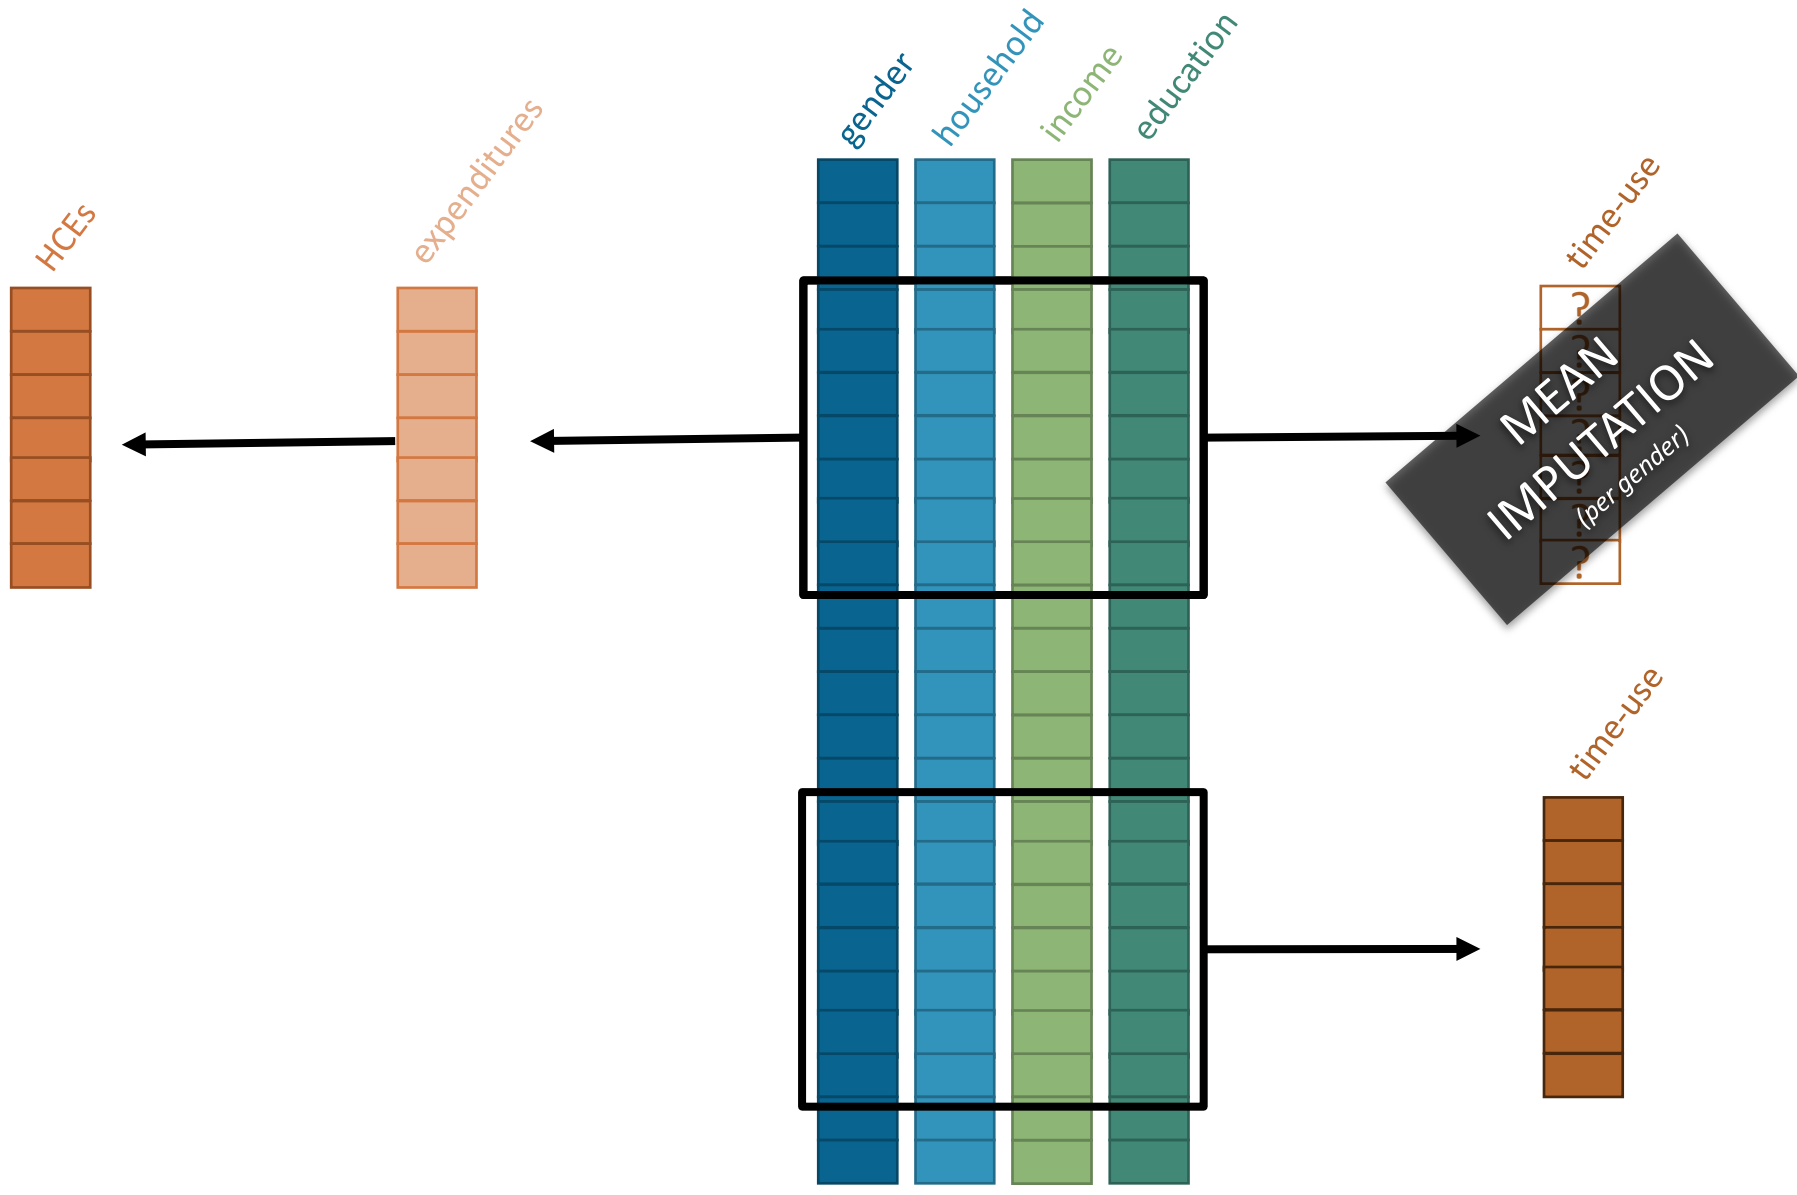 gender
household
income
education
expenditures
HCEs
time-use
?
?
?
?
?
?
?
MEAN
IMPUTATION
(per gender)
time-use